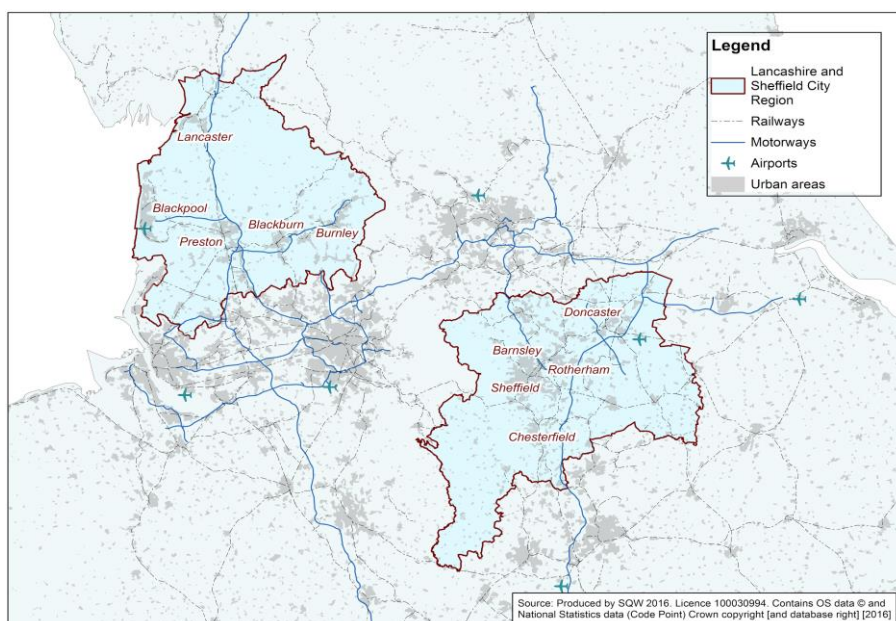 Legend
Lancashire and
Sheffield City
Region
Railways
Motorways
Airports
Urban areas
Lancaster
Blackpool
Blackburn
Preston
Burnley
Doncaster
Barnsley
Rotherham
Sheffield
Chesterfield
Source: Produced by SQW 2016. Licence 100030994. Contains OS data © and
National Statistics data (Code Point) Crown copyright [and database right] [2016]